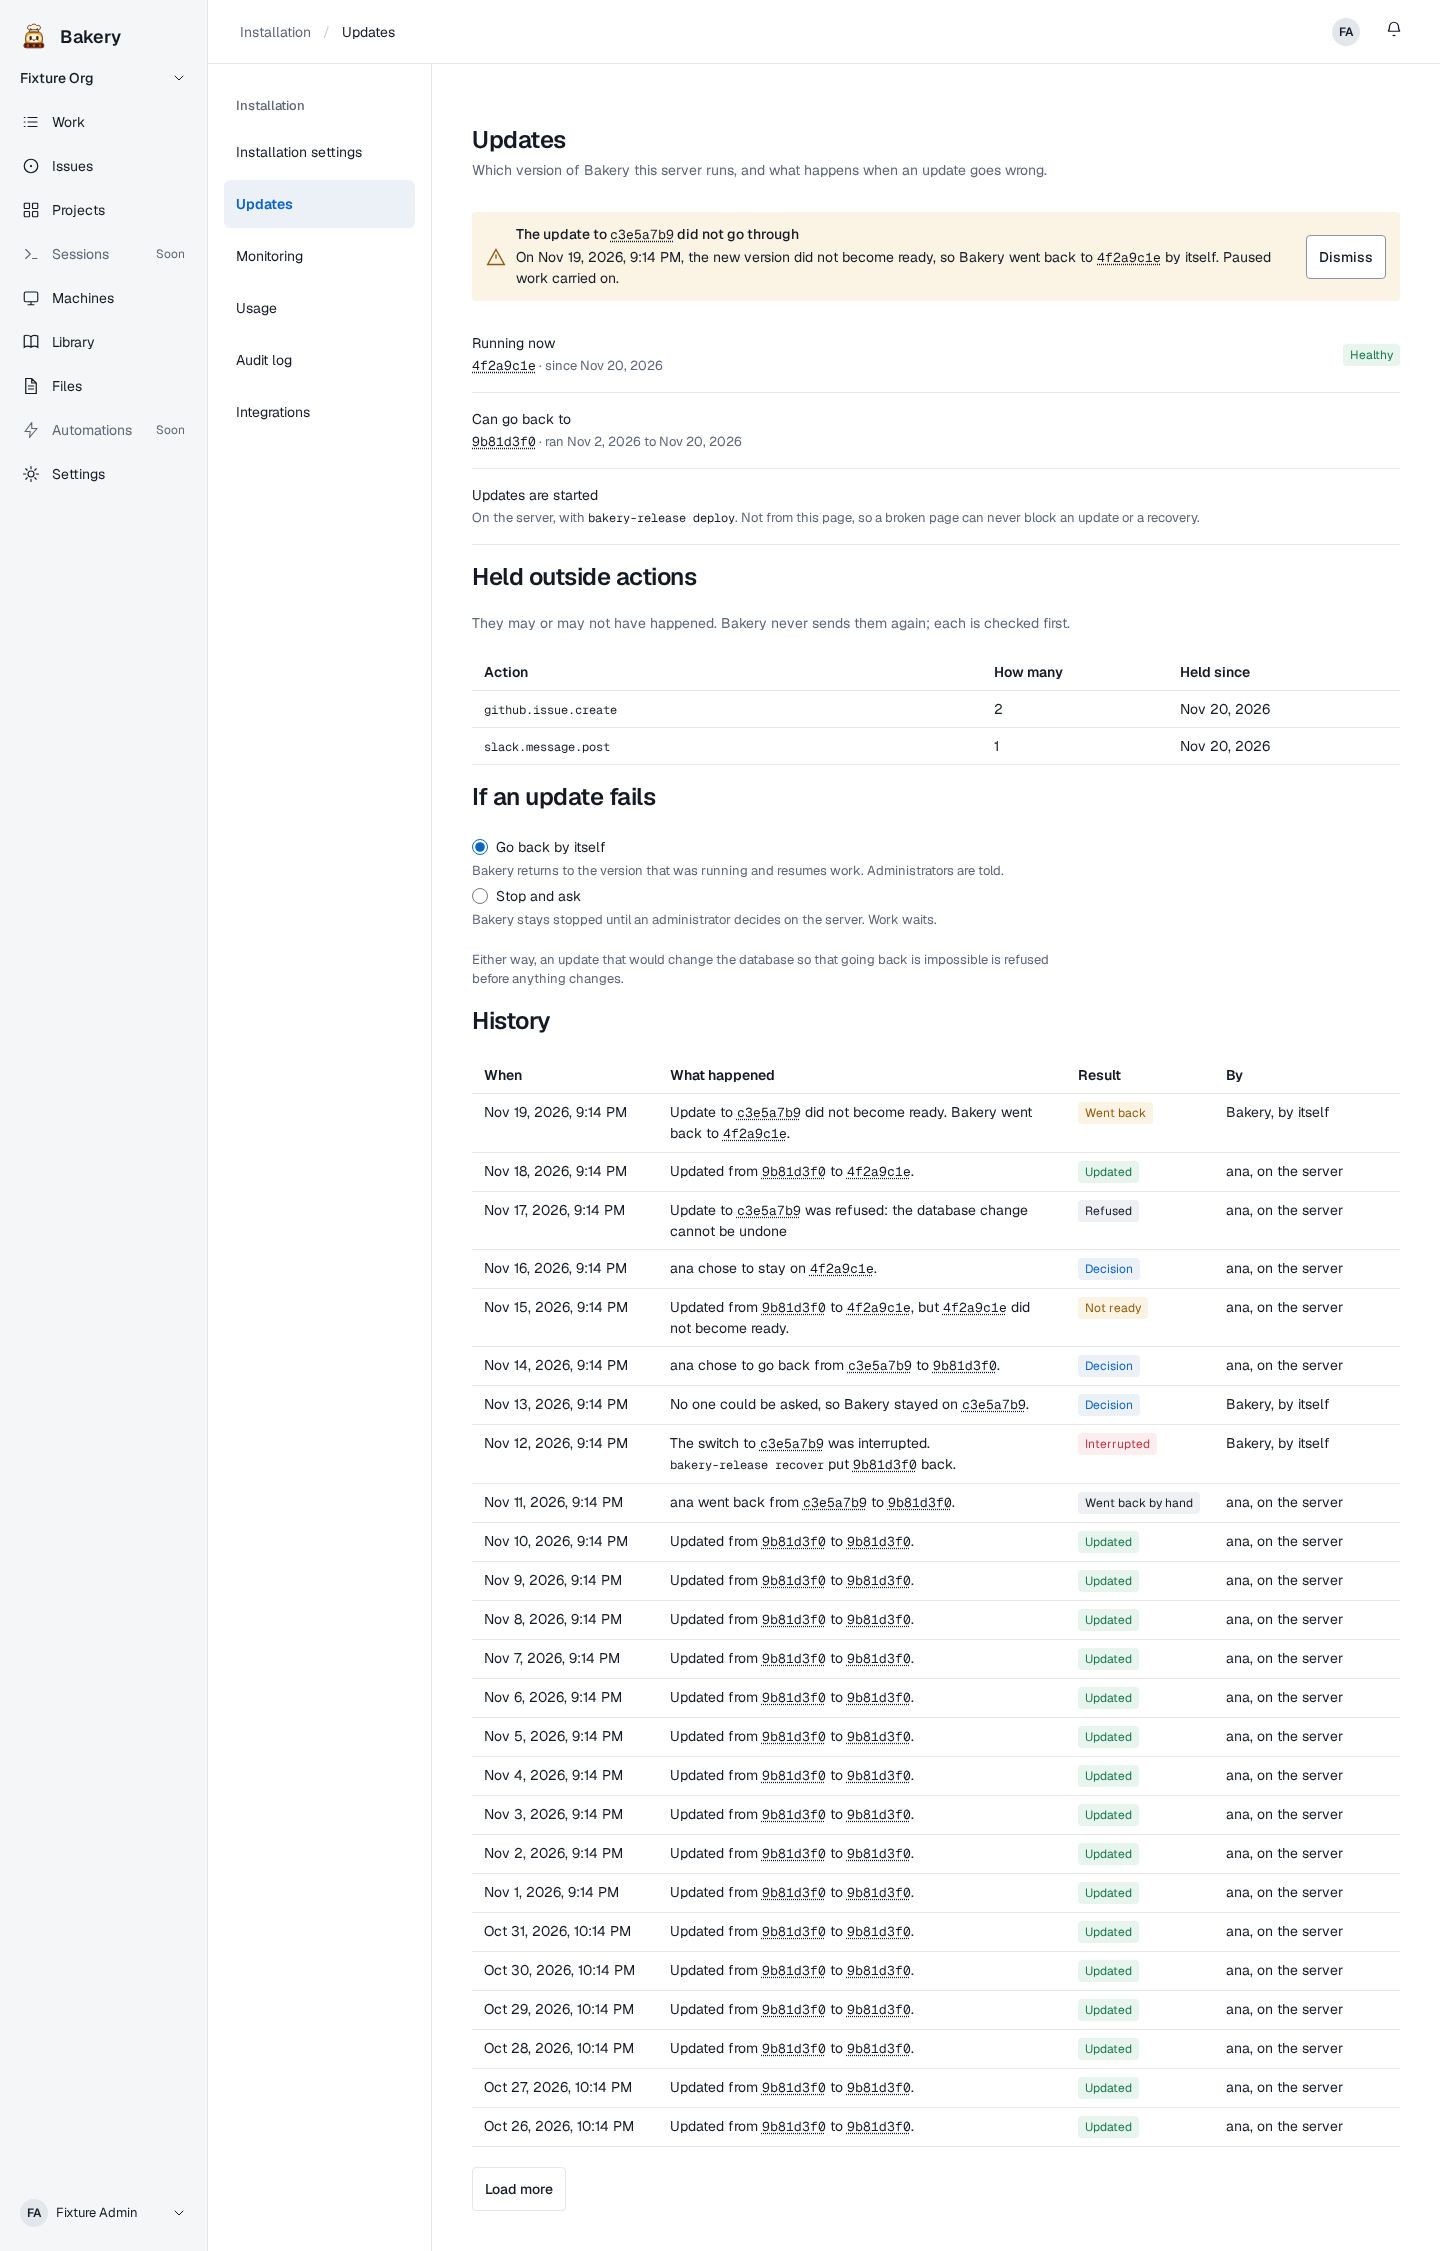 Bakery
Installation / Updates
FA
Fixture Org
Work
Issues
Projects
Sessions Soon
Machines
Library
Files
Automations Soon
Settings
FA Fixture Admin
Installation
Installation settings
Updates
Monitoring
Usage
Audit log
Integrations
Updates
Which version of Bakery this server runs, and what happens when an update goes wrong.
The update to c3e5a7b9 did not go through
On Nov 19, 2026, 9:14 PM, the new version did not become ready, so Bakery went back to 4f2a9c1e by itself. Paused
work carried on.
Dismiss
Running now
4f2a9c1e · since Nov 20, 2026
Healthy
Can go back to
9b81d3f0 · ran Nov 2, 2026 to Nov 20, 2026
Updates are started
On the server, with bakery-release deploy. Not from this page, so a broken page can never block an update or a recovery.
Held outside actions
They may or may not have happened. Bakery never sends them again; each is checked first.
Action How many Held since
github.issue.create 2 Nov 20, 2026
slack.message.post 1 Nov 20, 2026
If an update fails
Go back by itself
Bakery returns to the version that was running and resumes work. Administrators are told.
Stop and ask
Bakery stays stopped until an administrator decides on the server. Work waits.
Either way, an update that would change the database so that going back is impossible is refused
before anything changes.
History
When What happened Result By
Nov 19, 2026, 9:14 PM Update to c3e5a7b9 did not become ready. Bakery went Went back Bakery, by itself
back to 4f2a9c1e.
Nov 18, 2026, 9:14 PM Updated from 9b81d3f0 to 4f2a9c1e. Updated ana, on the server
Nov 17, 2026, 9:14 PM Update to c3e5a7b9 was refused: the database change Refused ana, on the server
cannot be undone
Nov 16, 2026, 9:14 PM ana chose to stay on 4f2a9c1e. Decision ana, on the server
Nov 15, 2026, 9:14 PM Updated from 9b81d3f0 to 4f2a9c1e, but 4f2a9c1e did Not ready ana, on the server
not become ready.
Nov 14, 2026, 9:14 PM ana chose to go back from c3e5a7b9 to 9b81d3f0. Decision ana, on the server
Nov 13, 2026, 9:14 PM No one could be asked, so Bakery stayed on c3e5a7b9. Decision Bakery, by itself
Nov 12, 2026, 9:14 PM The switch to c3e5a7b9 was interrupted. Interrupted Bakery, by itself
bakery-release recover put 9b81d3f0 back.
Nov 11, 2026, 9:14 PM ana went back from c3e5a7b9 to 9b81d3f0. Went back by hand ana, on the server
Nov 10, 2026, 9:14 PM Updated from 9b81d3f0 to 9b81d3f0. Updated ana, on the server
Nov 9, 2026, 9:14 PM Updated from 9b81d3f0 to 9b81d3f0. Updated ana, on the server
Nov 8, 2026, 9:14 PM Updated from 9b81d3f0 to 9b81d3f0. Updated ana, on the server
Nov 7, 2026, 9:14 PM Updated from 9b81d3f0 to 9b81d3f0. Updated ana, on the server
Nov 6, 2026, 9:14 PM Updated from 9b81d3f0 to 9b81d3f0. Updated ana, on the server
Nov 5, 2026, 9:14 PM Updated from 9b81d3f0 to 9b81d3f0. Updated ana, on the server
Nov 4, 2026, 9:14 PM Updated from 9b81d3f0 to 9b81d3f0. Updated ana, on the server
Nov 3, 2026, 9:14 PM Updated from 9b81d3f0 to 9b81d3f0. Updated ana, on the server
Nov 2, 2026, 9:14 PM Updated from 9b81d3f0 to 9b81d3f0. Updated ana, on the server
Nov 1, 2026, 9:14 PM Updated from 9b81d3f0 to 9b81d3f0. Updated ana, on the server
Oct 31, 2026, 10:14 PM Updated from 9b81d3f0 to 9b81d3f0. Updated ana, on the server
Oct 30, 2026, 10:14 PM Updated from 9b81d3f0 to 9b81d3f0. Updated ana, on the server
Oct 29, 2026, 10:14 PM Updated from 9b81d3f0 to 9b81d3f0. Updated ana, on the server
Oct 28, 2026, 10:14 PM Updated from 9b81d3f0 to 9b81d3f0. Updated ana, on the server
Oct 27, 2026, 10:14 PM Updated from 9b81d3f0 to 9b81d3f0. Updated ana, on the server
Oct 26, 2026, 10:14 PM Updated from 9b81d3f0 to 9b81d3f0. Updated ana, on the server
Load more